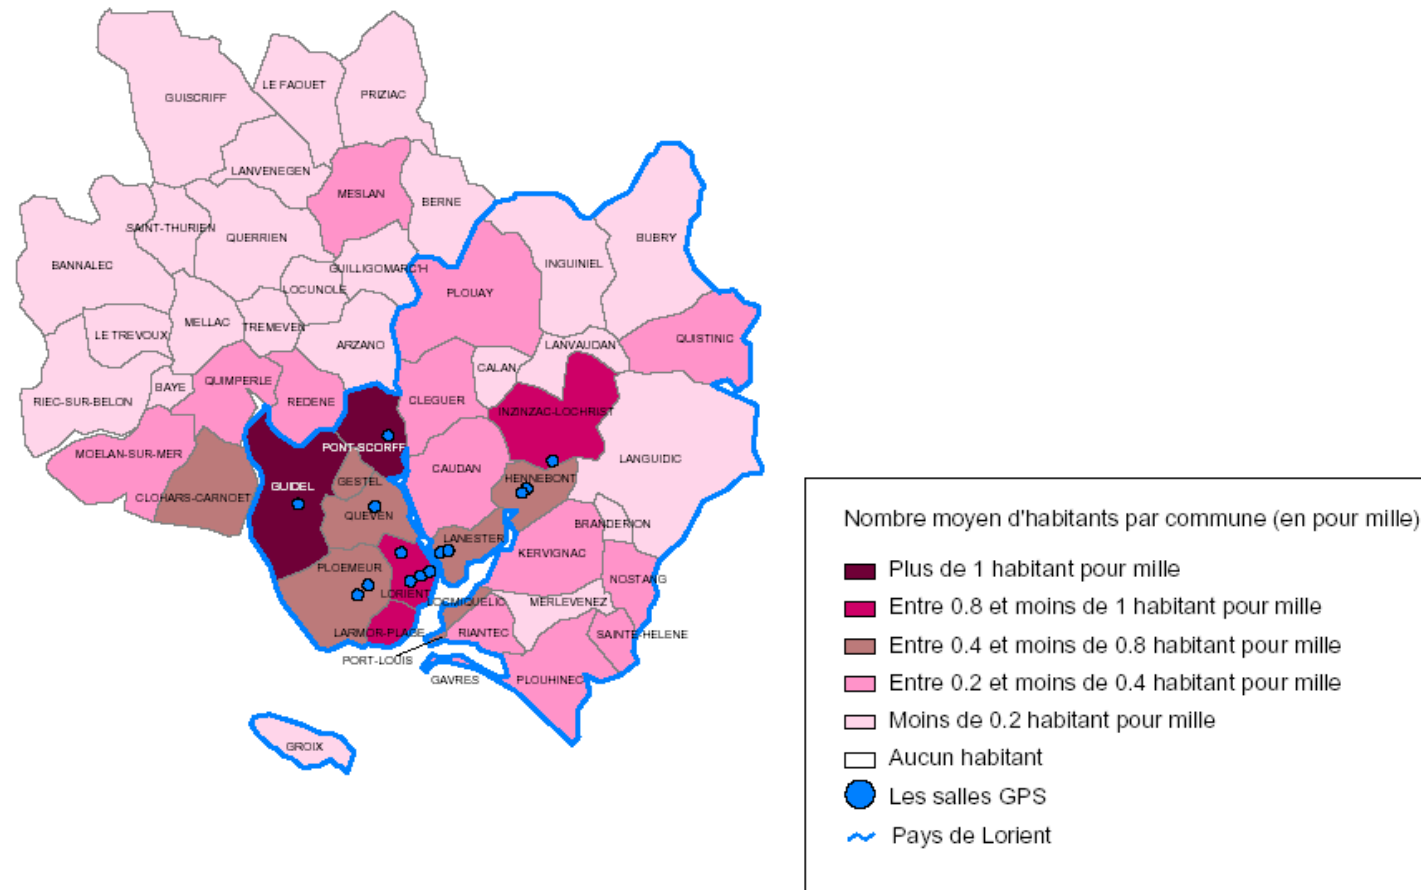 GUISCRIFF
LE FAOUET
PRIZIAC
LANVENEGEN
MESLAN
BERNE
SAINT-THURIEN
QUERRIEN
BUBRY
BANNALEC
GUILLIGOMARC'H
INGUINIEL
LOCUNOLE
PLOUAY
MELLAC
TREMEVEN
LE TREVOUX
ARZANO
LANVAUDAN
QUISTINIC
CALAN
BAYE
QUIMPERLE
RIEC-SUR-BELON
REDENE
CLEGUER
INZINZAC-LOCHRIST
MOELAN-SUR-MER
PONT-SCORFF
CAUDAN
LANGUIDIC
GUIDEL
GESTEL
HENNEBONT
CLOHARS-CARNOET
QUEVEN
BRANDERION
LANESTER
KERVIGNAC
PLOEMEUR
NOSTANG
LORIENT
LOCMIQUELIC
MERLEVENEZ
LARMOR-PLAGE
RIANTEC
SAINTE-HELENE
PORT-LOUIS
GAVRES
PLOUHINEC
GROIX
Nombre moyen d'habitants par commune (en pour mille)
Plus de 1 habitant pour mille
Entre 0.8 et moins de 1 habitant pour mille
Entre 0.4 et moins de 0.8 habitant pour mille
Entre 0.2 et moins de 0.4 habitant pour mille
Moins de 0.2 habitant pour mille
Aucun habitant
Les salles GPS
Pays de Lorient